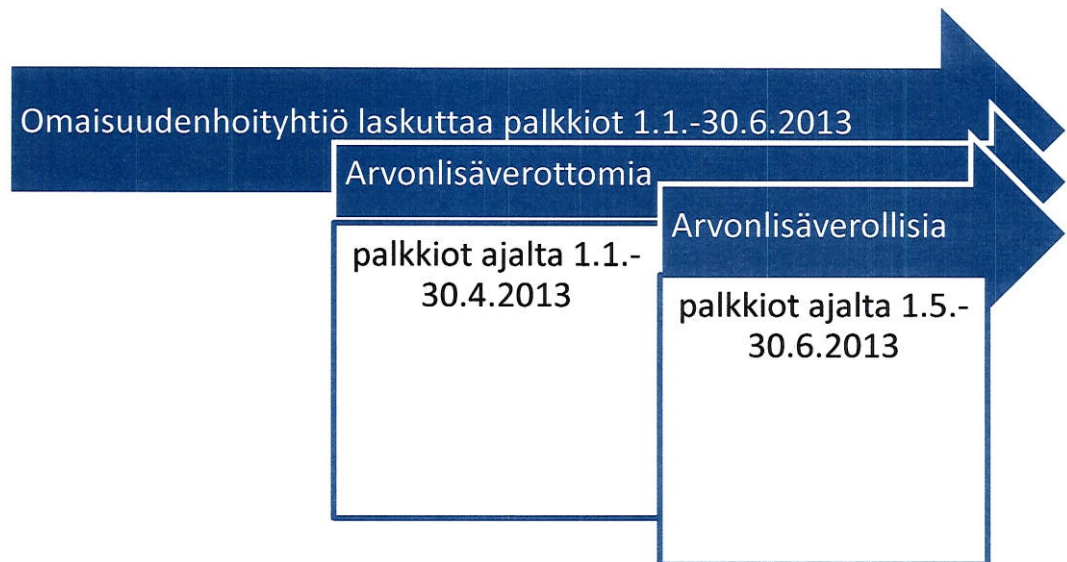 Omaisuudenhoityhtiö laskuttaa palkkiot 1.1.-30.6.2013
Arvonlisäverottomia
Arvonlisäverollisia
palkkiot ajalta 1.1.-
30.4.2013
palkkiot ajalta 1.5.-
30.6.2013